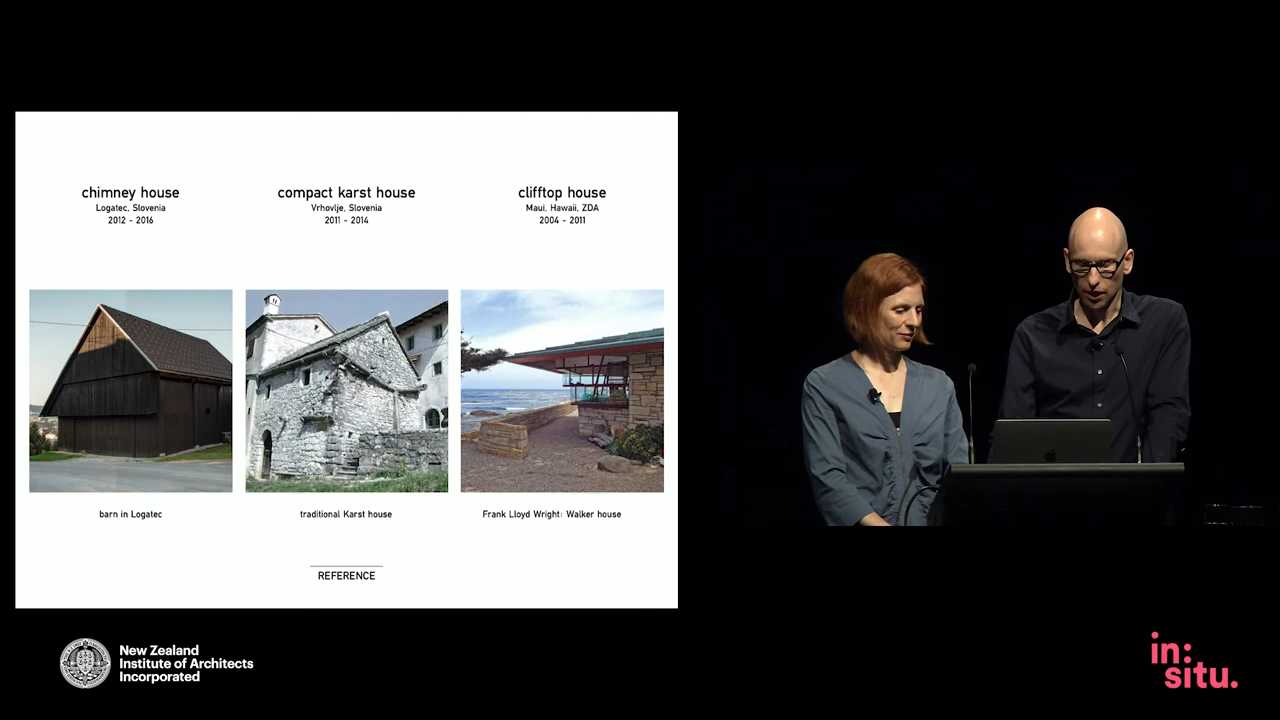 chimney house
Logatec, Slovenia
2012 - 2016
compact karst house
Vrhovlje, Slovenia
2011 - 2014
clifftop house
Maui, Hawaii, ZDA
2004 - 2011
barn in Logatec
traditional Karst house
Frank Lloyd Wright: Walker house
REFERENCE
New Zealand
Institute of Architects
Incorporated
in:
situ.